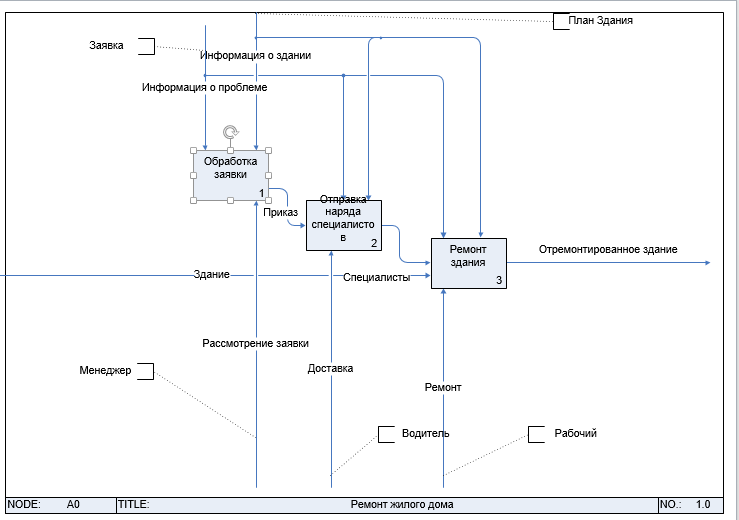 План Здания
Заявка
Информация о здании
Информация о проблеме
Обработка
заявки
1
Приказ
Отправка
наряда
специалисто
в
2
Ремонт
здания
3
Отремонтированное здание
Здание
Специалисты
Рассмотрение заявки
Менеджер
Доставка
Ремонт
Водитель
Рабочий
NODE: A0 TITLE: Ремонт жилого дома NO.: 1.0